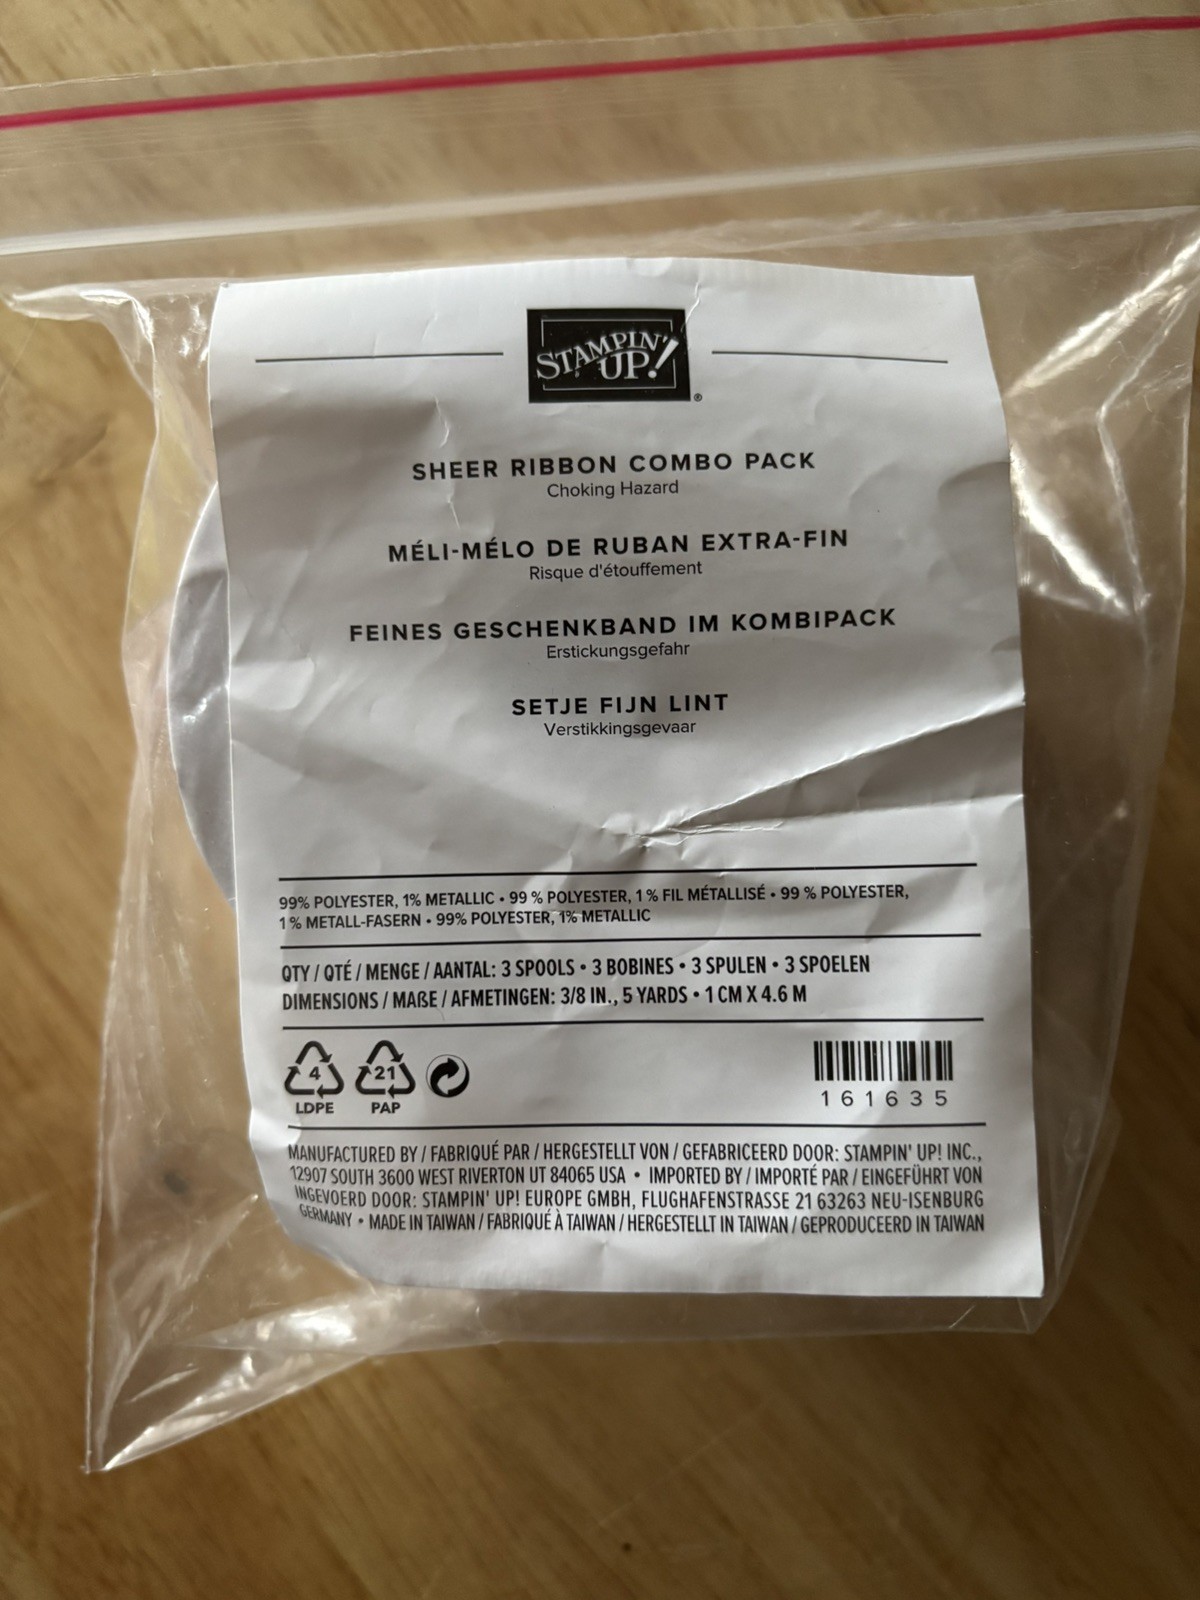 STAMPIN' UP!®
SHEER RIBBON COMBO PACK
Choking Hazard
MÉLI-MÉLO DE RUBAN EXTRA-FIN
Risque d'étouffement
FEINES GESCHENKBAND IM KOMBIPACK
Erstickungsgefahr
SETJE FIJN LINT
Verstikkingsgevaar
99% POLYESTER, 1% METALLIC • 99 % POLYESTER, 1 % FIL MÉTALLISÉ • 99 % POLYESTER,
1 % METALL-FASERN • 99% POLYESTER, 1% METALLIC
QTY / QTÉ / MENGE / AANTAL: 3 SPOOLS • 3 BOBINES • 3 SPULEN • 3 SPOELEN
DIMENSIONS / MAßE / AFMETINGEN: 3/8 IN., 5 YARDS • 1 CM X 4.6 M
4 21
LDPE PAP
161635
MANUFACTURED BY / FABRIQUÉ PAR / HERGESTELLT VON / GEFABRICEERD DOOR: STAMPIN' UP! INC.,
12907 SOUTH 3600 WEST RIVERTON UT 84065 USA • IMPORTED BY / IMPORTÉ PAR / EINGEFÜHRT VON
INGEVOERD DOOR: STAMPIN' UP! EUROPE GMBH, FLUGHAFENSTRASSE 21 63263 NEU-ISENBURG
GERMANY • MADE IN TAIWAN / FABRIQUÉ À TAIWAN / HERGESTELLT IN TAIWAN / GEPRODUCEERD IN TAIWAN